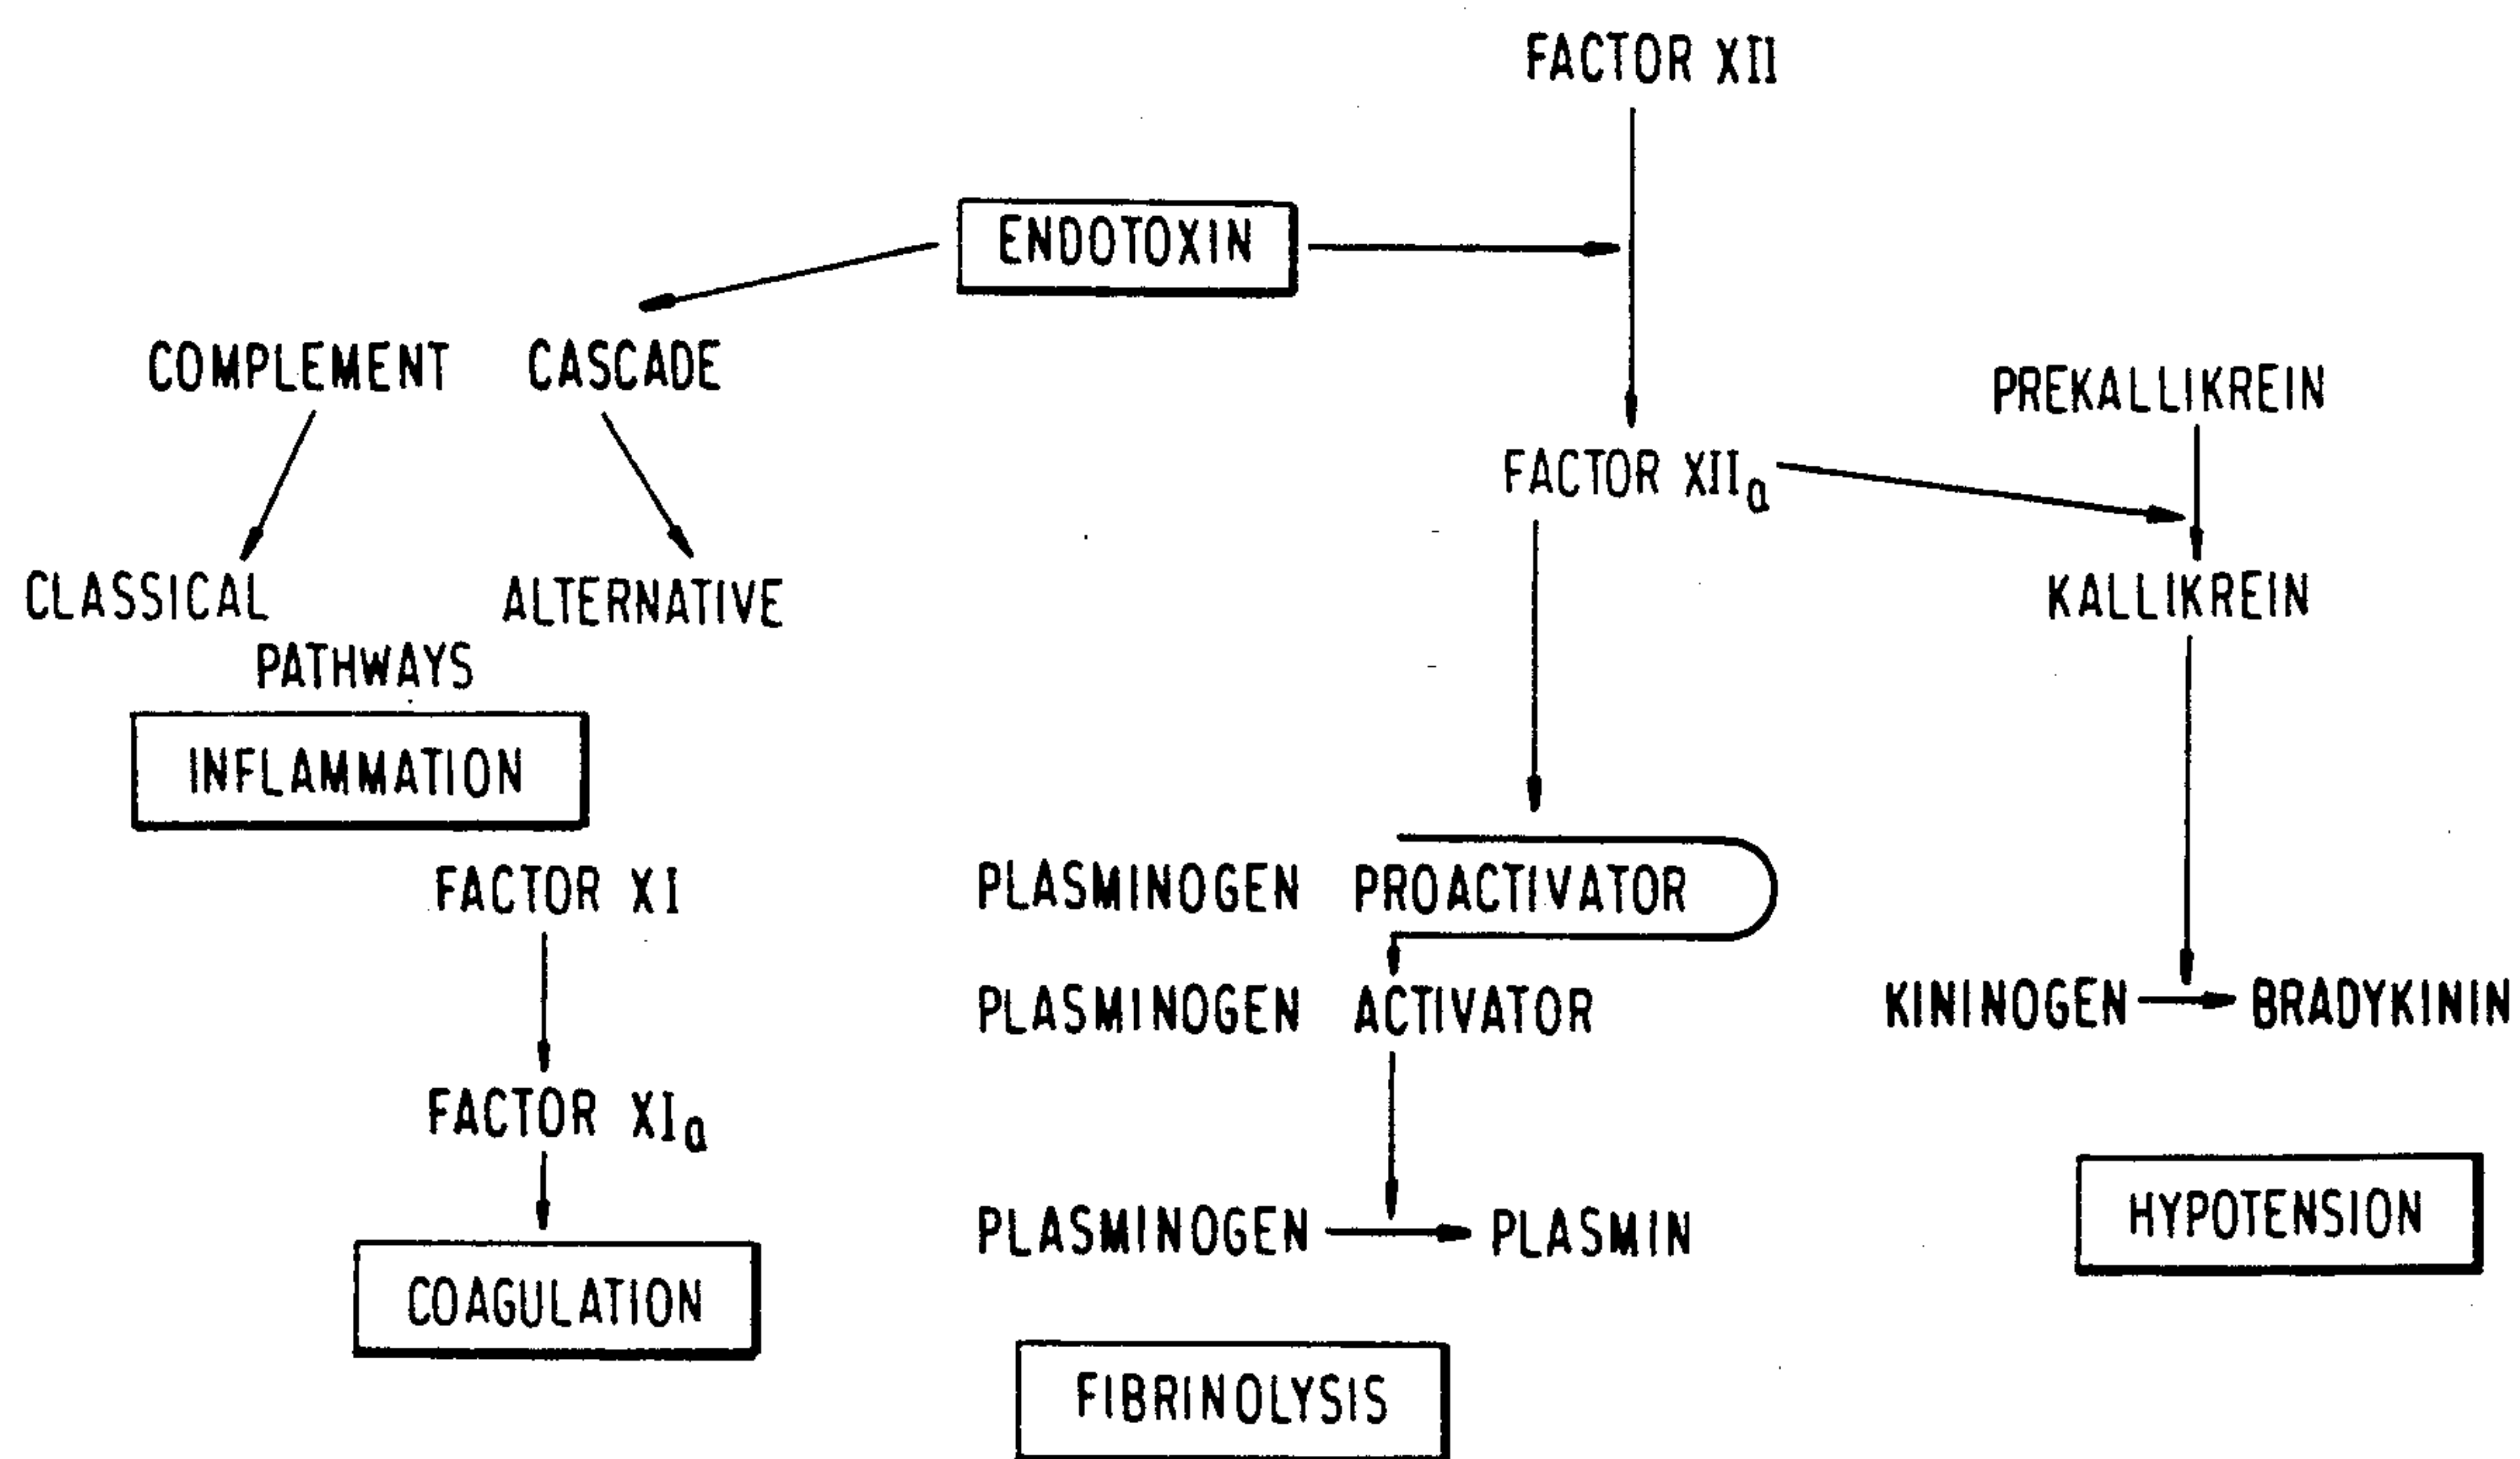 FACTOR XII
ENDOTOXIN
COMPLEMENT CASCADE
PREKALLIKREIN
FACTOR XIIa
CLASSICAL ALTERNATIVE
KALLIKREIN
PATHWAYS
INFLAMMATION
FACTOR XI
PLASMINOGEN PROACTIVATOR
PLASMINOGEN ACTIVATOR
KININOGEN BRADYKININ
FACTOR XIa
HYPOTENSION
PLASMINOGEN PLASMIN
COAGULATION
FIBRINOLYSIS